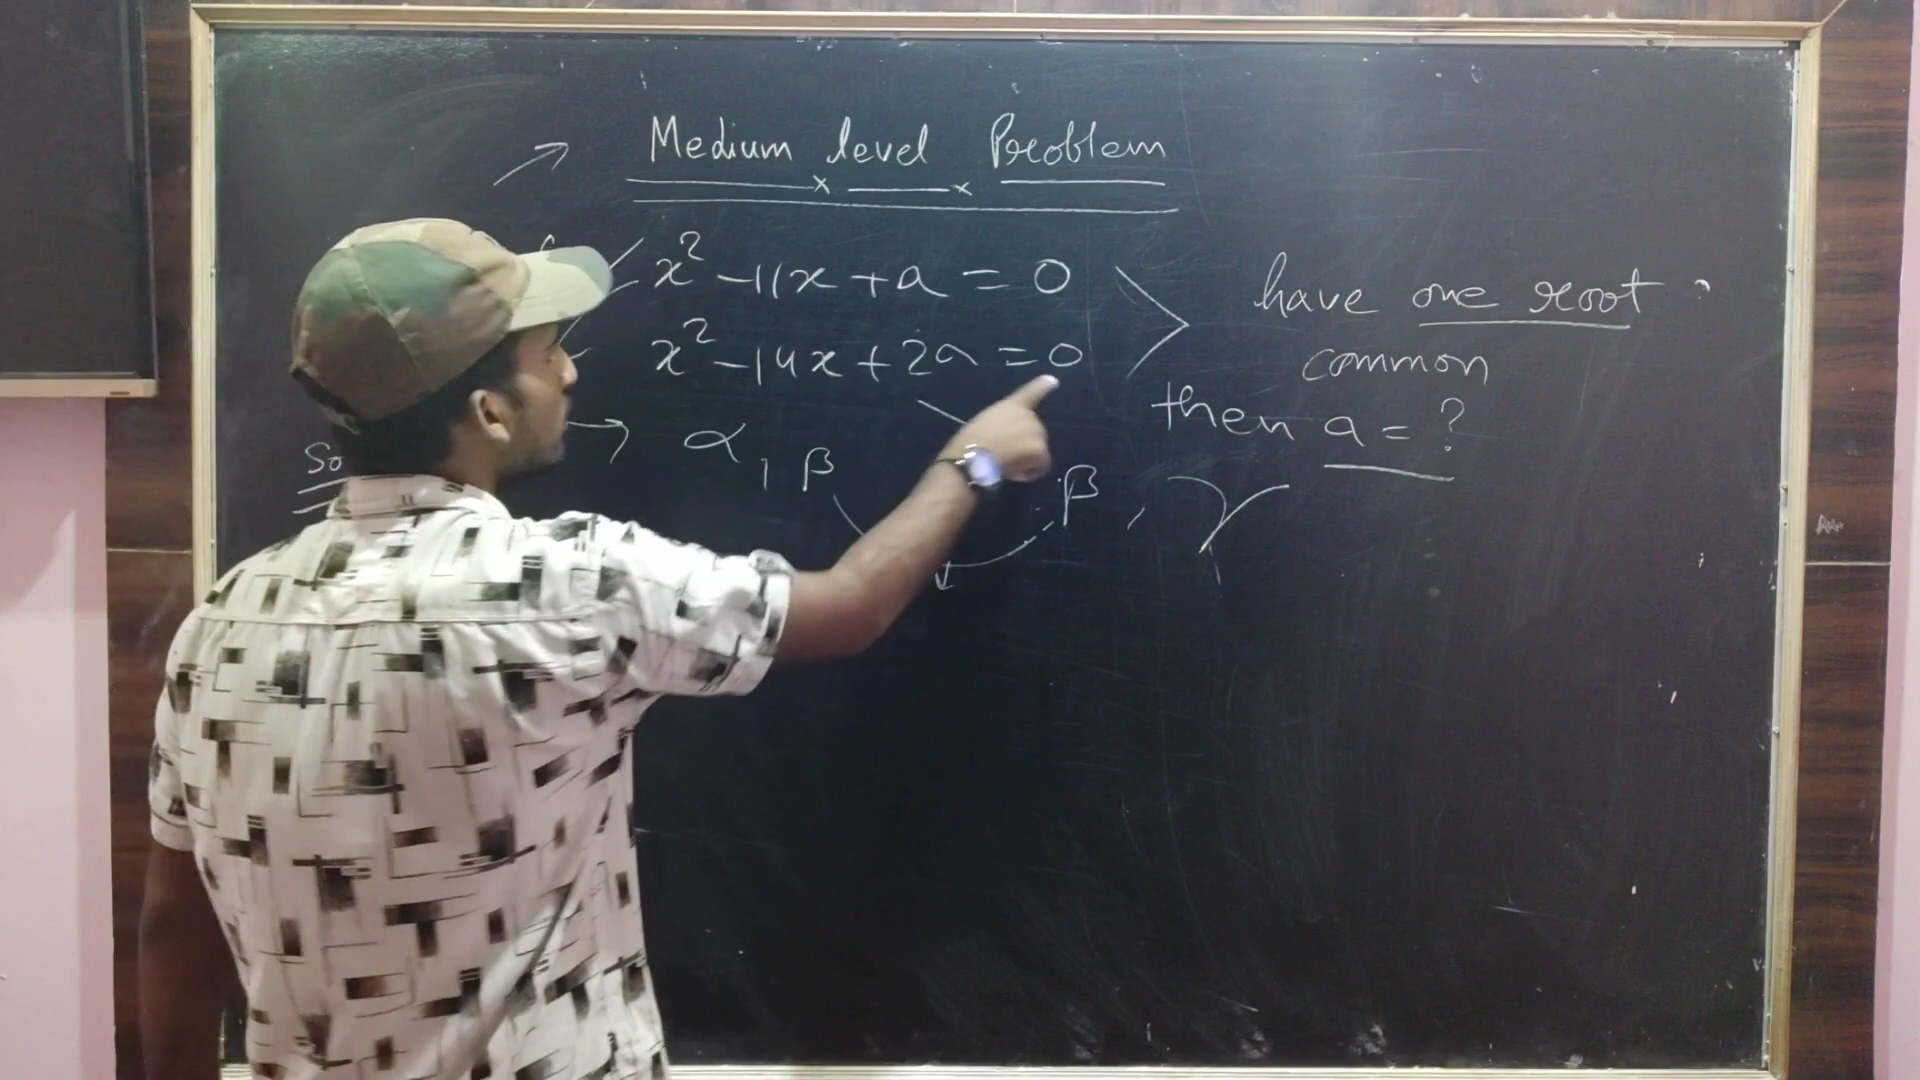 Medium level Problem
x² - 11x + a = 0
x² - 14x + 2a = 0
have one root
common
then a = ?
So
α, β
β, γ